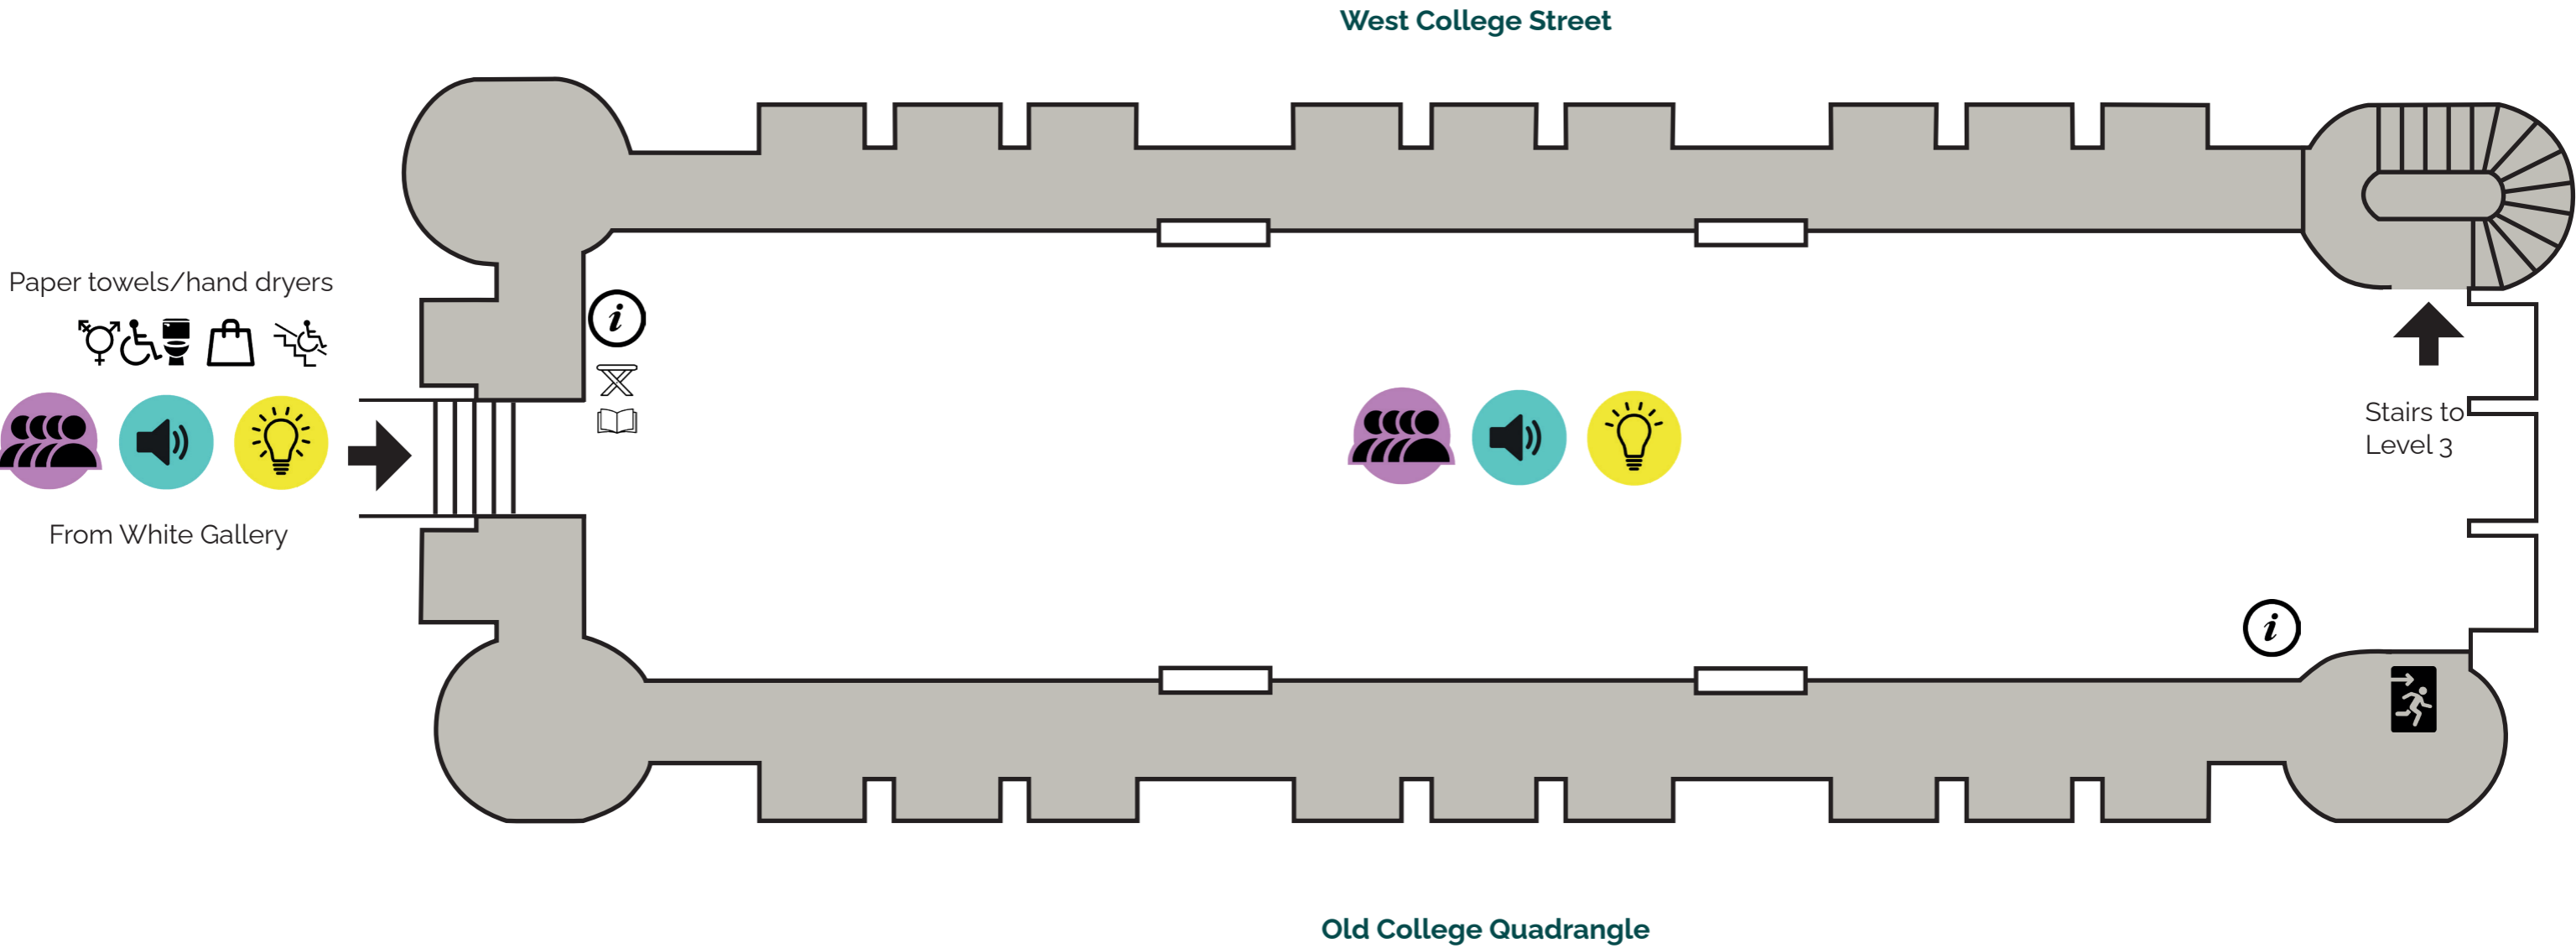 West College Street
Paper towels/hand dryers
i
i
Stairs to
Level 3
From White Gallery
Old College Quadrangle